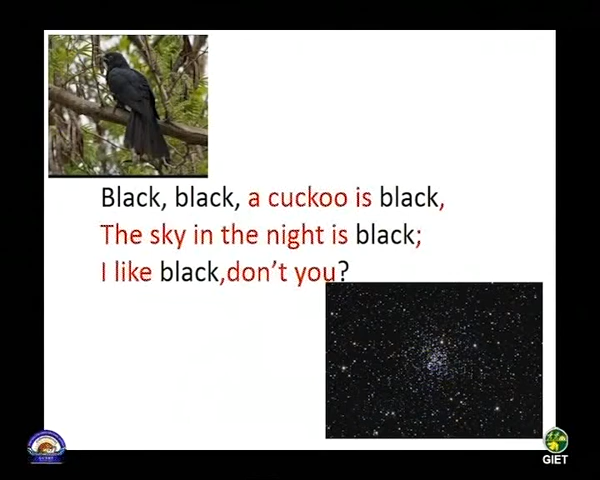 Black, black, a cuckoo is black,
The sky in the night is black;
I like black,don't you?
GIET